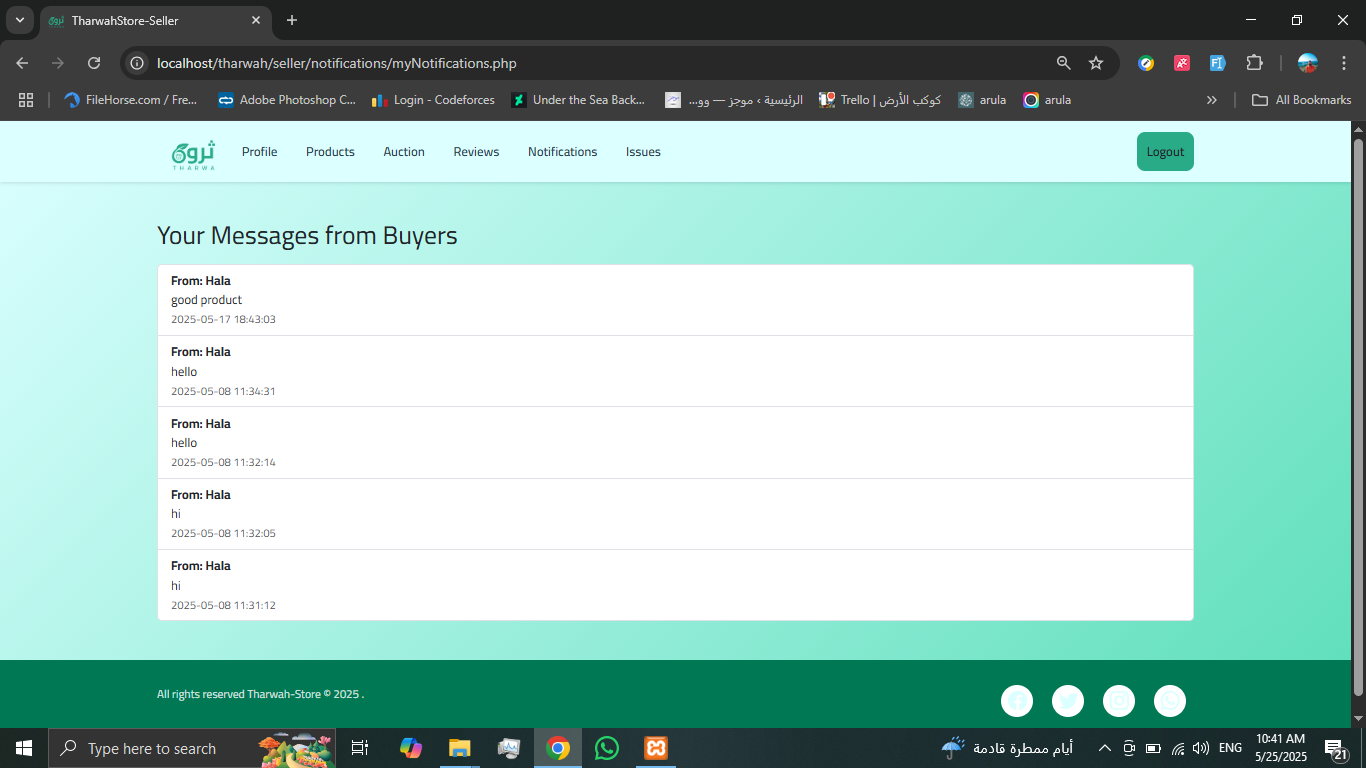 TharwahStore-Seller
localhost/tharwah/seller/notifications/myNotifications.php
FileHorse.com / Fre...
Adobe Photoshop C...
Login - Codeforces
Under the Sea Back...
الرئيسية › موجز — وو...
Trello | كوكب الأرض
arula
arula
All Bookmarks
ثروة
THARWA
Profile
Products
Auction
Reviews
Notifications
Issues
Logout
Your Messages from Buyers
From: Hala
good product
2025-05-17 18:43:03
From: Hala
hello
2025-05-08 11:34:31
From: Hala
hello
2025-05-08 11:32:14
From: Hala
hi
2025-05-08 11:32:05
From: Hala
hi
2025-05-08 11:31:12
All rights reserved Tharwah-Store © 2025 .
Type here to search
أيام ممطرة قادمة
ENG
10:41 AM
5/25/2025
21